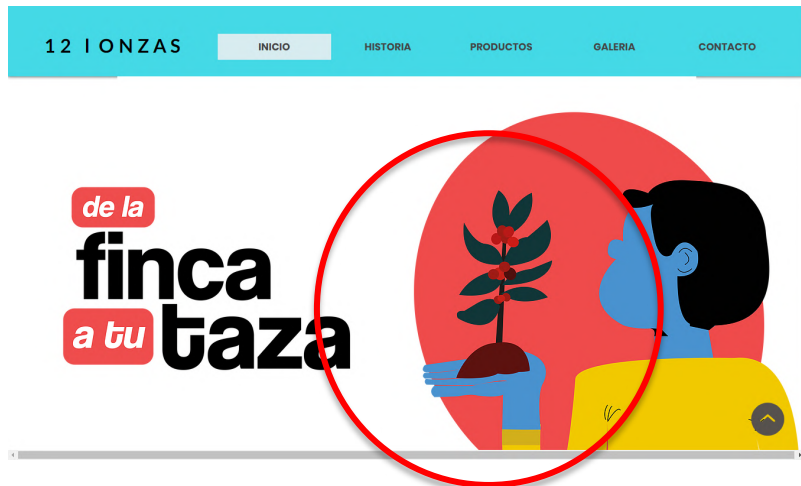 12 | ONZAS
INICIO
HISTORIA
PRODUCTOS
GALERIA
CONTACTO
de la
finca
a tu taza